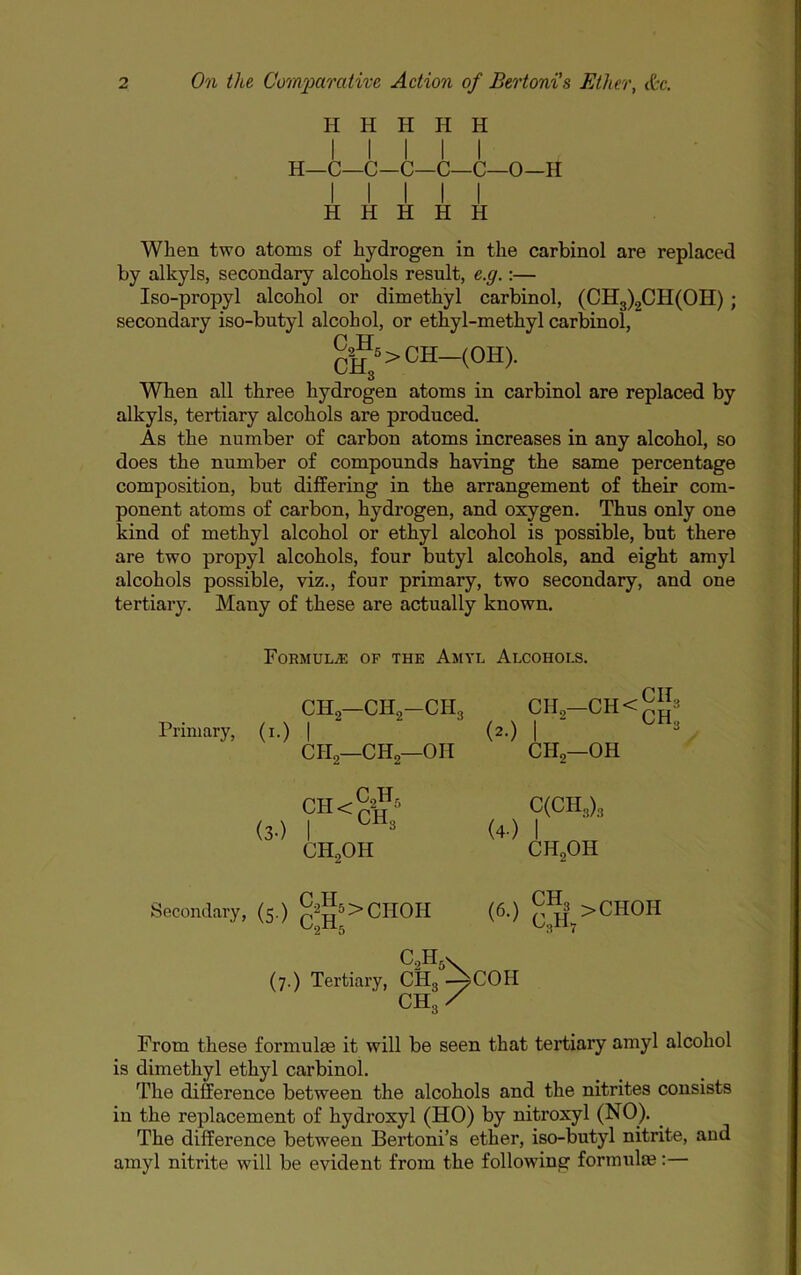 2 On the Comparative Action of Bertoni's Ether, &c.
H H H H H
| | | | |
H—C—C—C—C—C—O—H
| | | | |
H H H H H
When two atoms of hydrogen in the carbinol are replaced
by alkyls, secondary alcohols result, e.g. :—
Iso-propyl alcohol or dimethyl carbinol, (CH₃)₂CH(OH) ;
secondary iso-butyl alcohol, or ethyl-methyl carbinol,
C₂H₅
CH₃ > CH—(OH).
When all three hydrogen atoms in carbinol are replaced by
alkyls, tertiary alcohols are produced.
As the number of carbon atoms increases in any alcohol, so
does the number of compounds having the same percentage
composition, but differing in the arrangement of their com-
ponent atoms of carbon, hydrogen, and oxygen. Thus only one
kind of methyl alcohol or ethyl alcohol is possible, but there
are two propyl alcohols, four butyl alcohols, and eight amyl
alcohols possible, viz., four primary, two secondary, and one
tertiary. Many of these are actually known.
Formulæ of the Amyl Alcohols.
CH₂—CH₂—CH₃ CH₂—CH<CH₃
CH₃
Primary, (1.) | (2.) |
CH₂—CH₂—OH CH₂—OH
CH<C₂H₅
CH₃ C(CH₃)₃
(3.) | (4.) |
CH₂OH CH₂OH
Secondary, (5.) C₂H₅
C₂H₅>CHOH (6.) CH₃
C₃H₇>CHOH
C₂H₅
(7.) Tertiary, CH₃ COH
CH₃
From these formulæ it will be seen that tertiary amyl alcohol
is dimethyl ethyl carbinol.
The difference between the alcohols and the nitrites consists
in the replacement of hydroxyl (HO) by nitroxyl (NO).
The difference between Bertoni's ether, iso-butyl nitrite, and
amyl nitrite will be evident from the following formulæ :—